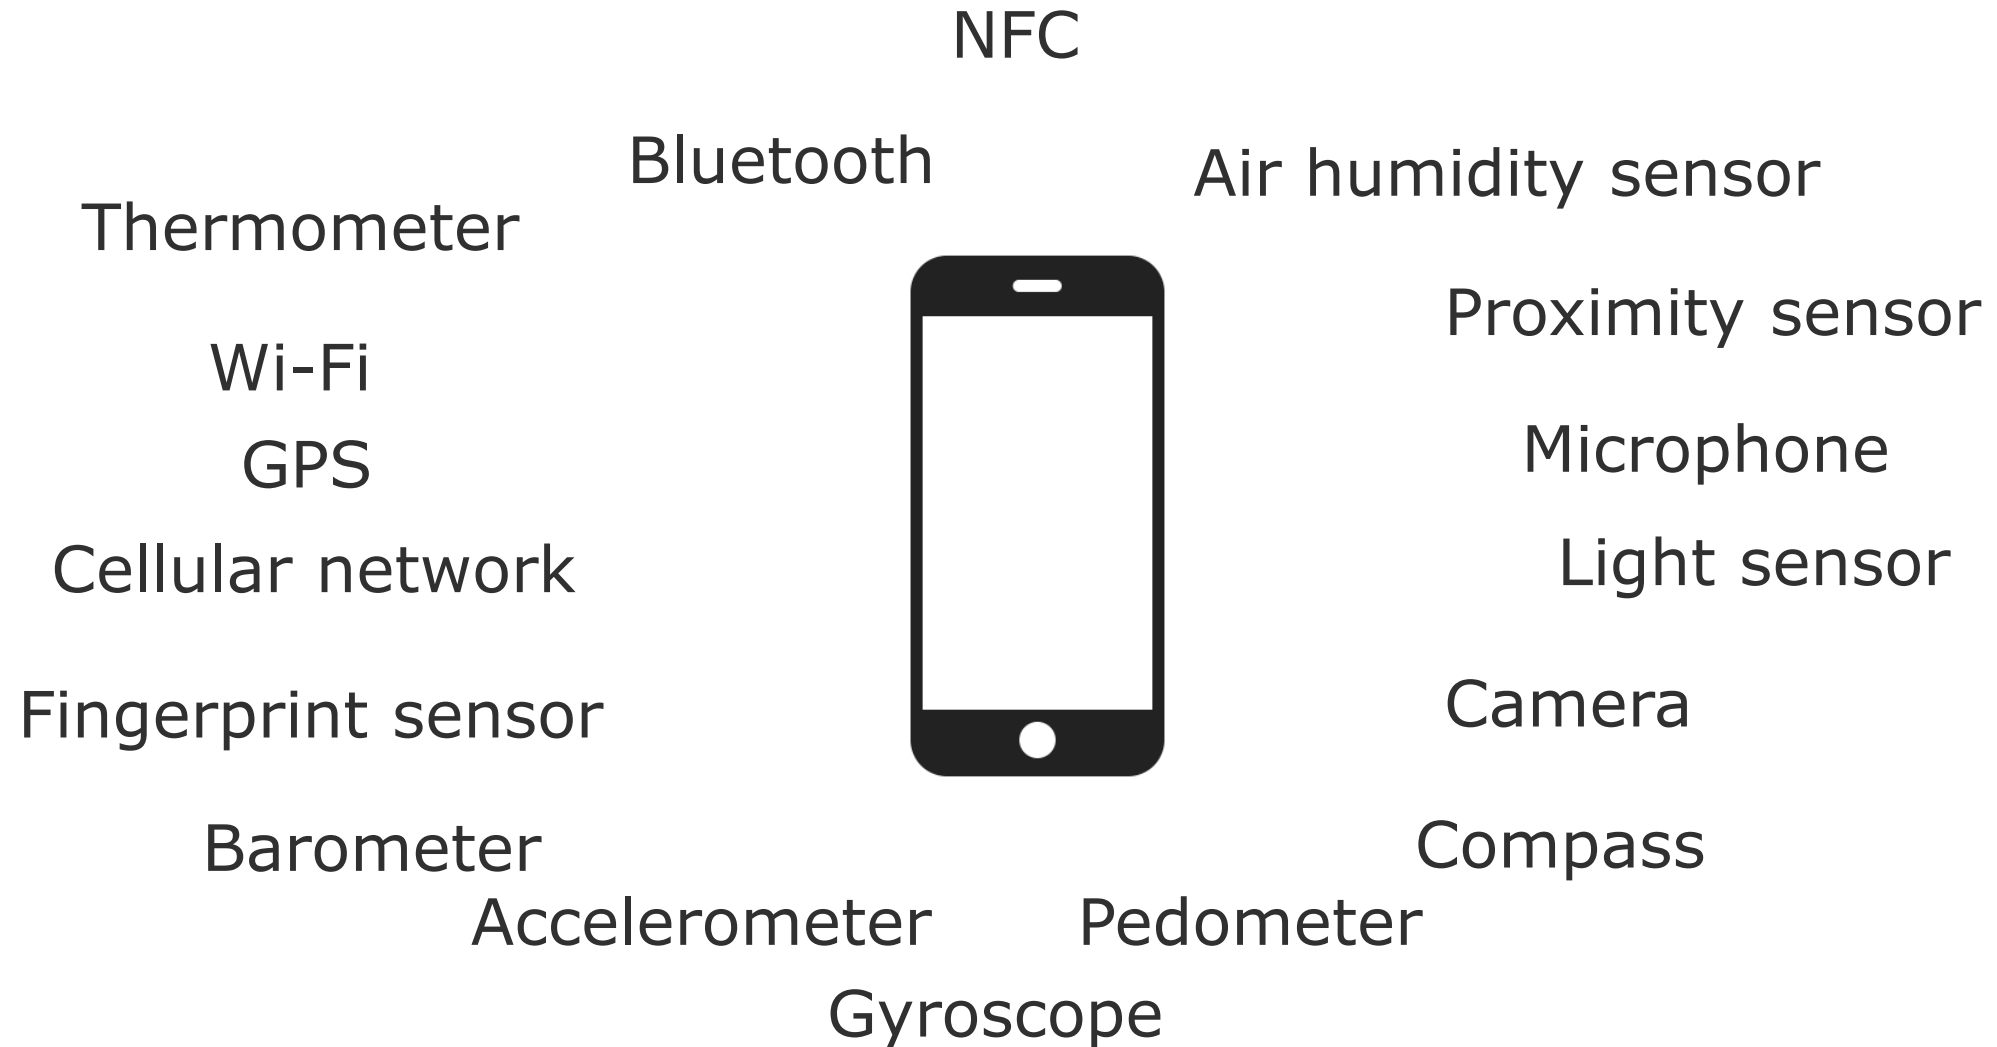 NFC
Bluetooth
Air humidity sensor
Thermometer
Proximity sensor
Wi-Fi
Microphone
GPS
Light sensor
Cellular network
Camera
Fingerprint sensor
Compass
Barometer
Accelerometer
Pedometer
Gyroscope